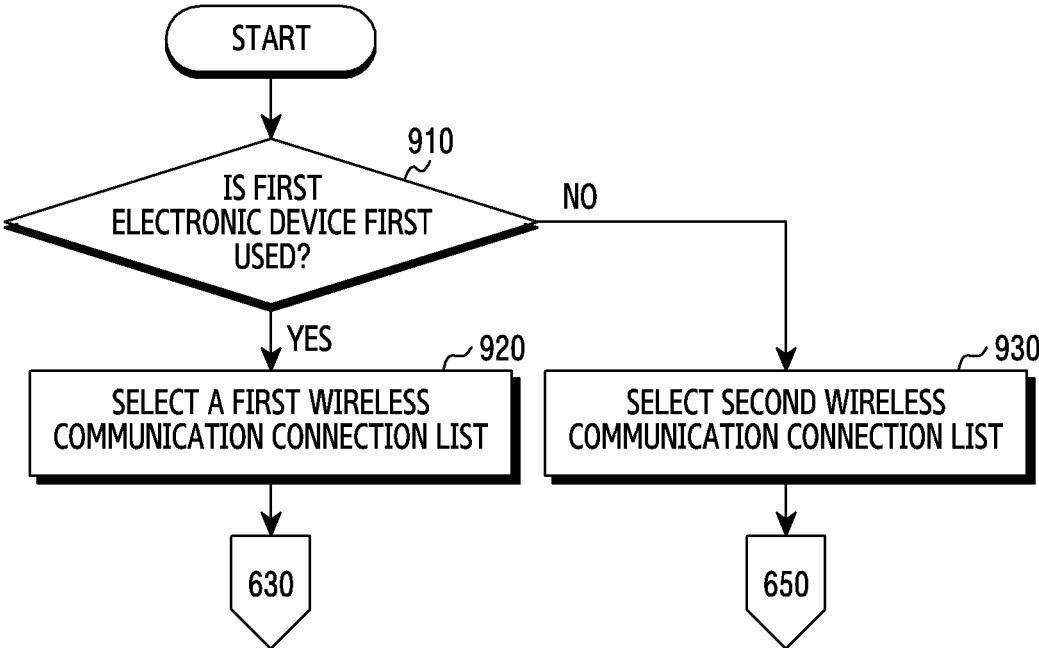 START
910
IS FIRST
ELECTRONIC DEVICE FIRST
USED?
NO
YES
920
SELECT A FIRST WIRELESS
COMMUNICATION CONNECTION LIST
930
SELECT SECOND WIRELESS
COMMUNICATION CONNECTION LIST
630
650